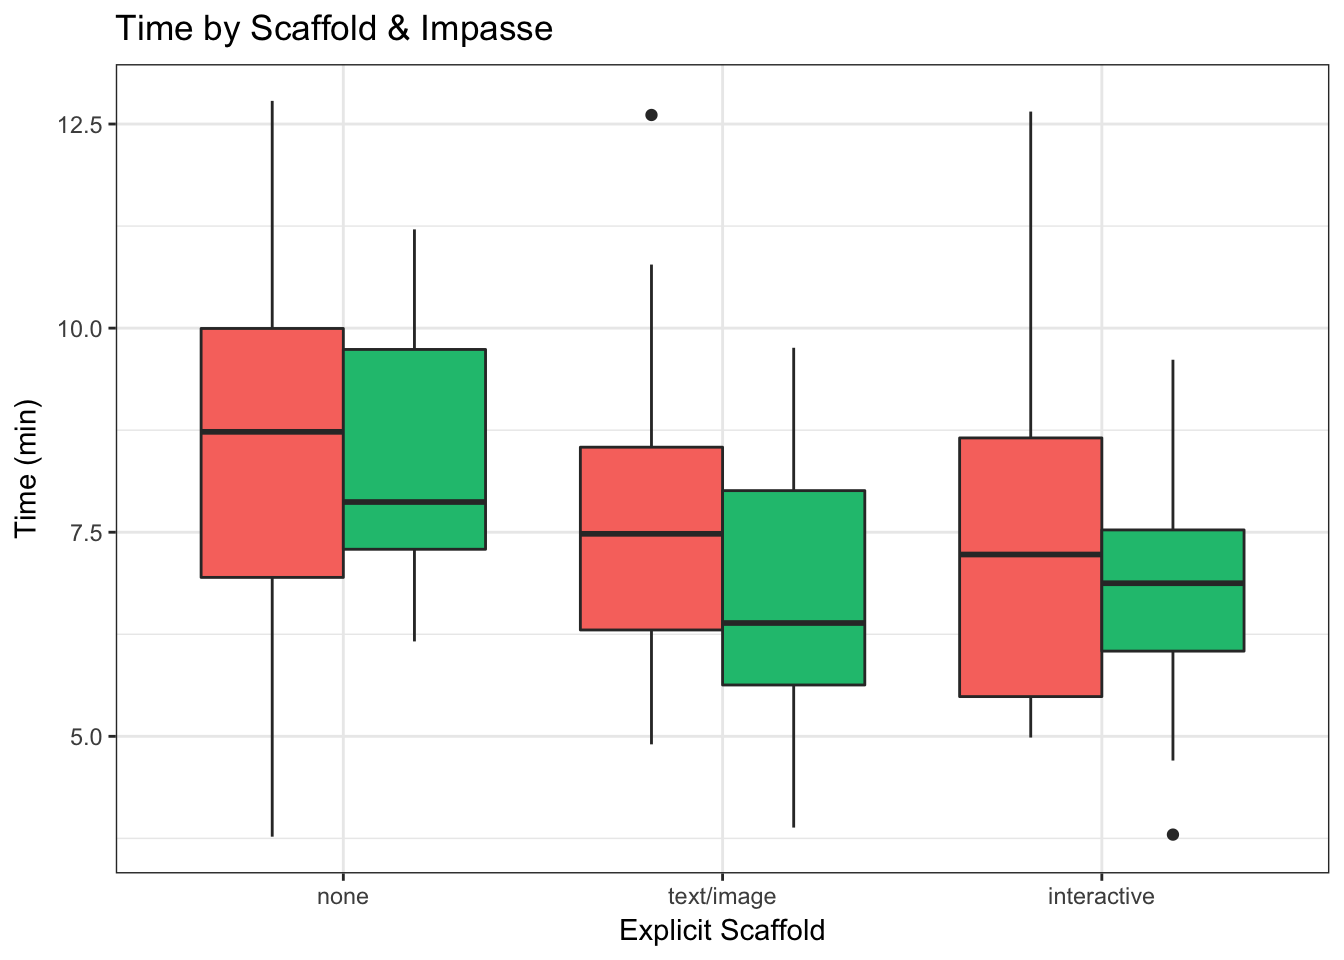 Time by Scaffold & Impasse
Time (min)
12.5
10.0
7.5
5.0
none
text/image
interactive
Explicit Scaffold